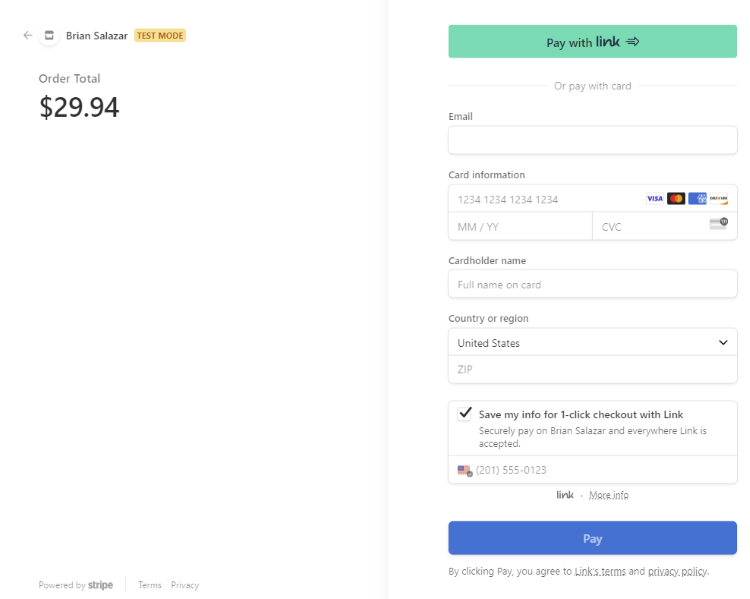 Brian Salazar TEST MODE
Order Total
$29.94
Powered by stripe
Terms Privacy
Pay with link
Or pay with card
Email
Card information
1234 1234 1234 1234
VISA
MM / YY
CVC
Cardholder name
Full name on card
Country or region
United States
ZIP
Save my info for 1-click checkout with Link
Securely pay on Brian Salazar and everywhere Link is
accepted.
(201) 555-0123
link · More info
Pay
By clicking Pay, you agree to Link's terms and privacy policy.